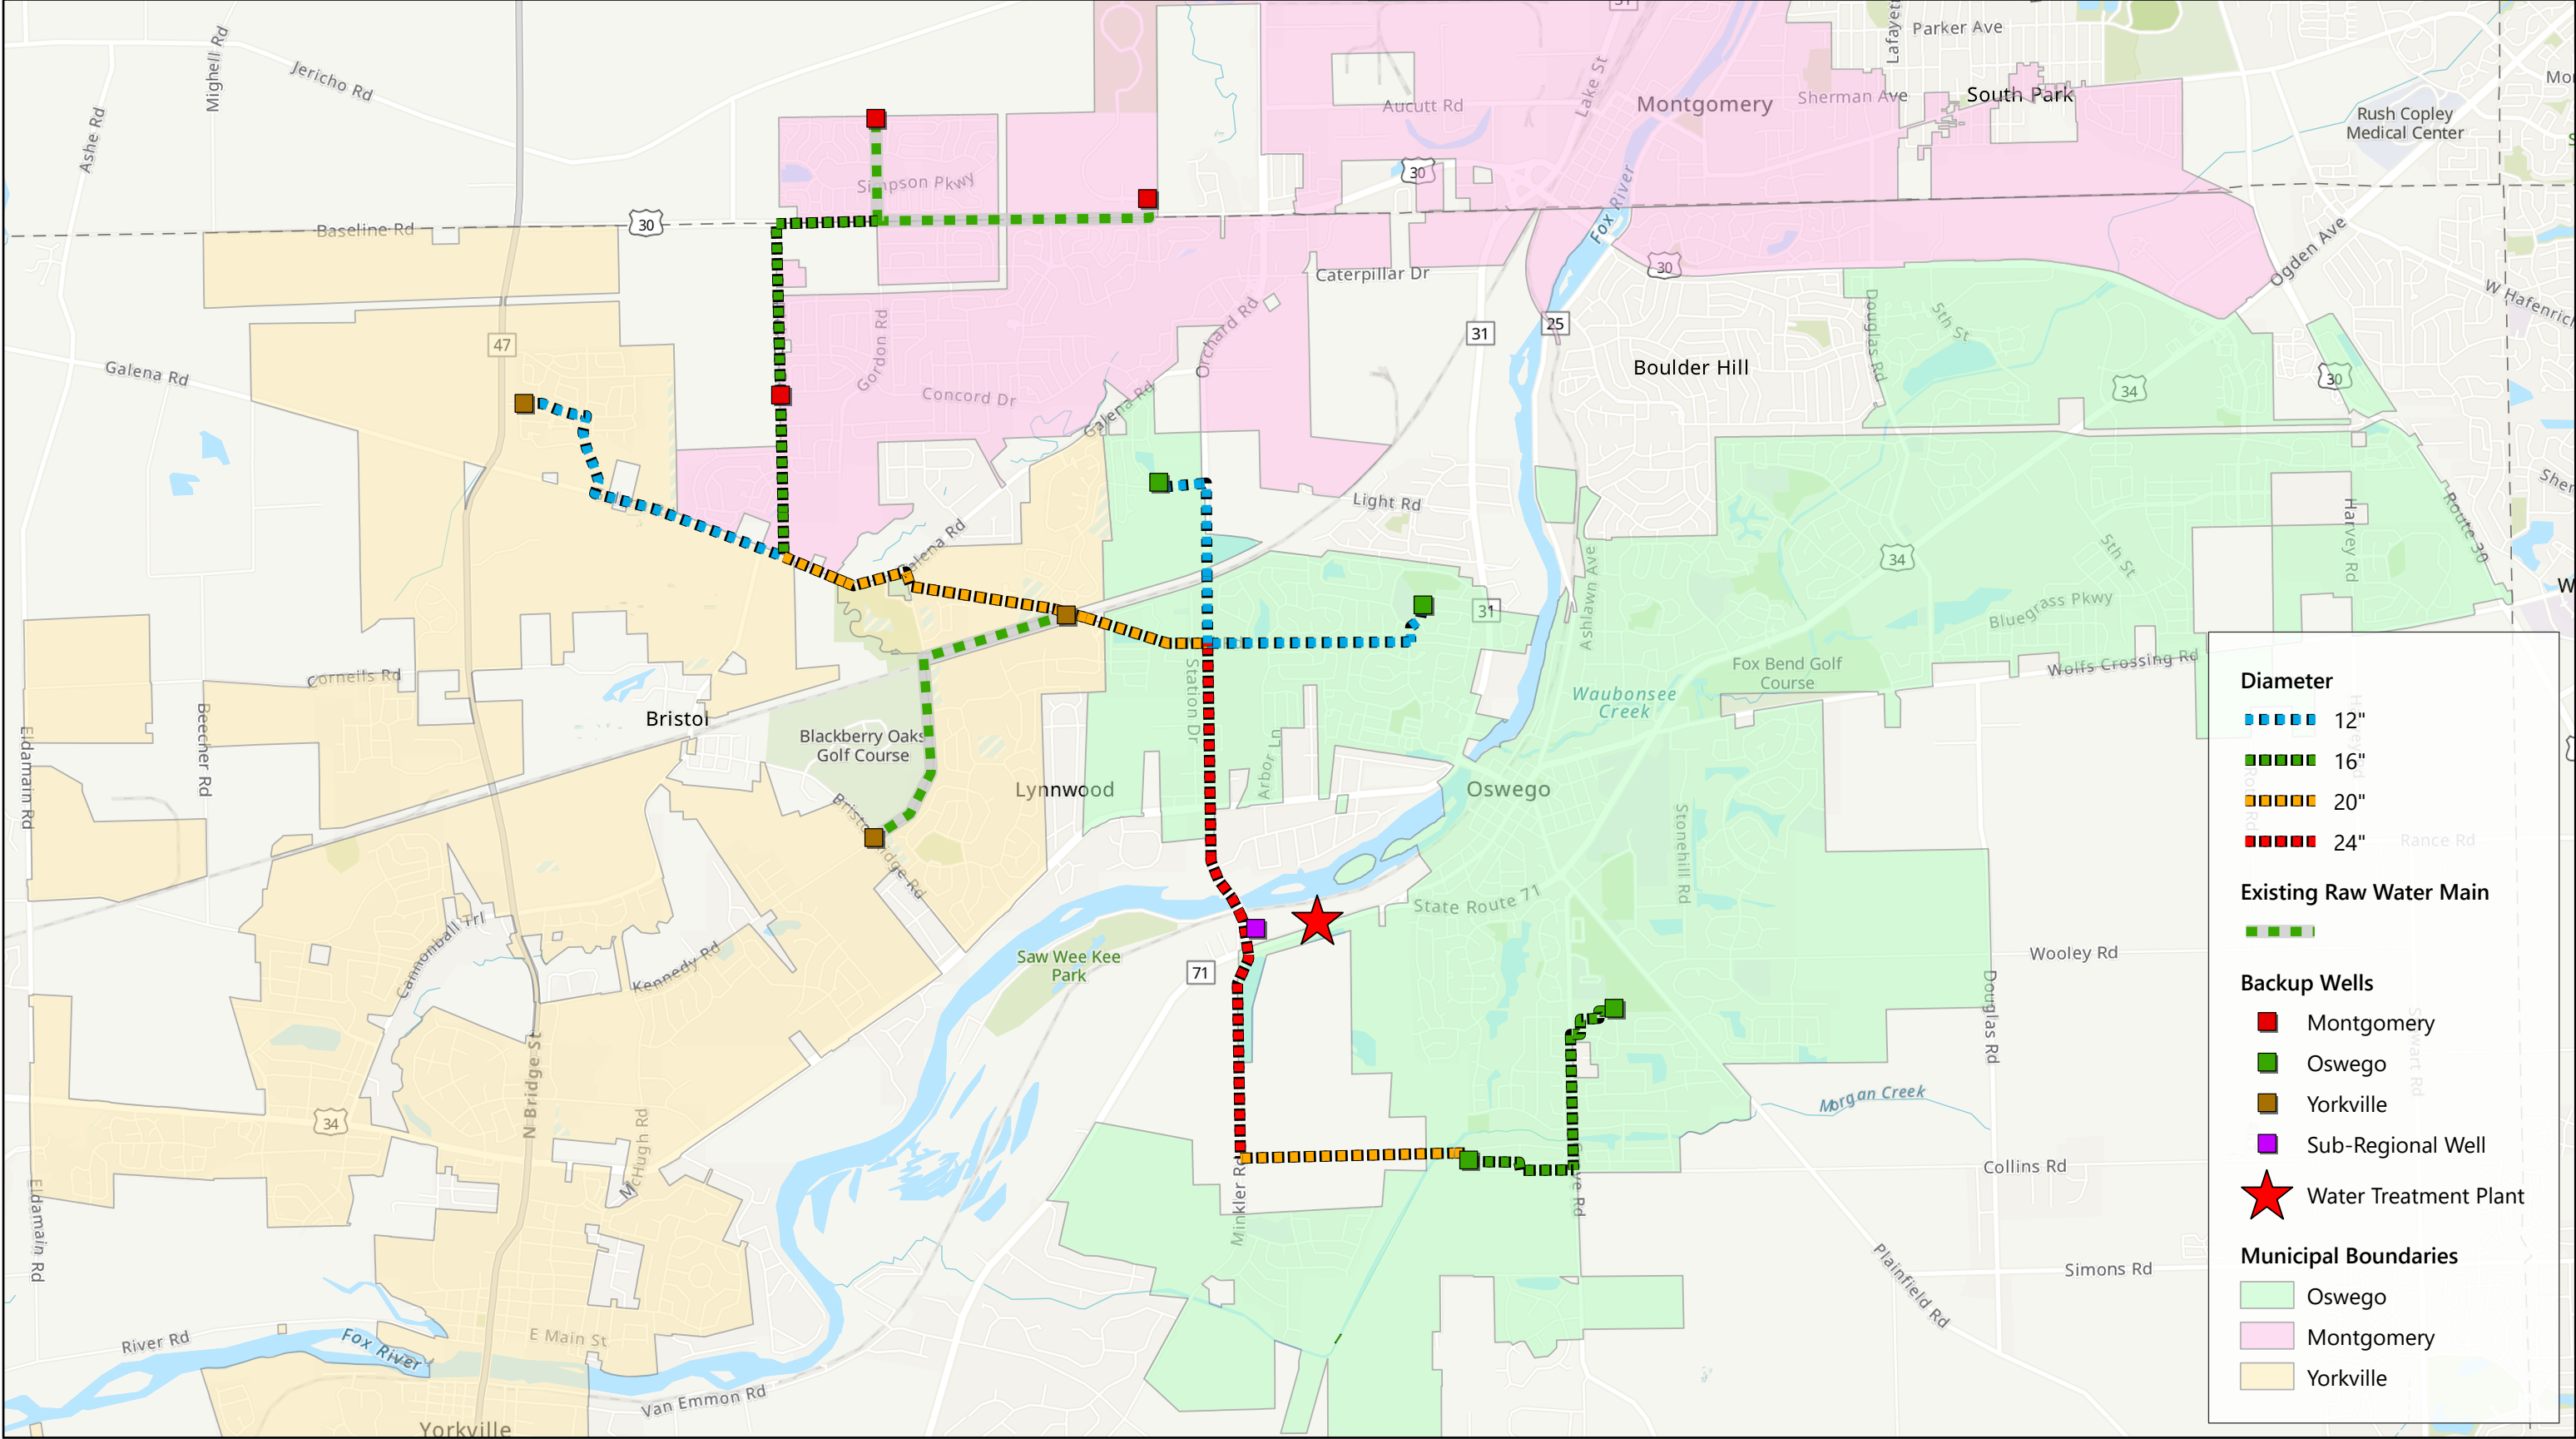 31
Parker Ave
Mighell Rd
Jericho Rd
Ashe Rd
Lake St
Aucutt Rd
Montgomery
Sherman Ave
South Park
Rush Copley
Medical Center
30
Simpson Pkwy
Fox River
Baseline Rd
30
30
Caterpillar Dr
Ogden Ave
31
25
47
Galena Rd
Gordon Rd
Orchard Rd
Concord Dr
Galena Rd
Boulder Hill
Douglas Rd
5th St
34
30
Light Rd
Harvey Rd
Route 30
Galena Rd
31
Ashlawn Ave
34
5th St
Bluegrass Pkwy
Corneils Rd
Station Dr
Fox Bend Golf
Course
Wolfs Crossing Rd
Waubonsee
Creek
Bristol
Beecher Rd
Eldamain Rd
Blackberry Oaks
Golf Course
Arbor Ln
Lynnwood
Oswego
Stonehill Rd
Rance Rd
State Route 71
Cannonball Trl
Kennedy Rd
Saw Wee Kee
Park
71
Wooley Rd
Douglas Rd
N Bridge St
34
McHugh Rd
Morgan Creek
Collins Rd
Minkler Rd
Eldamain Rd
Plainfield Rd
Simons Rd
River Rd
Fox River
E Main St
Van Emmon Rd
Yorkville
Diameter
12"
16"
20"
24"
Existing Raw Water Main
Backup Wells
Montgomery
Oswego
Yorkville
Sub-Regional Well
Water Treatment Plant
Municipal Boundaries
Oswego
Montgomery
Yorkville